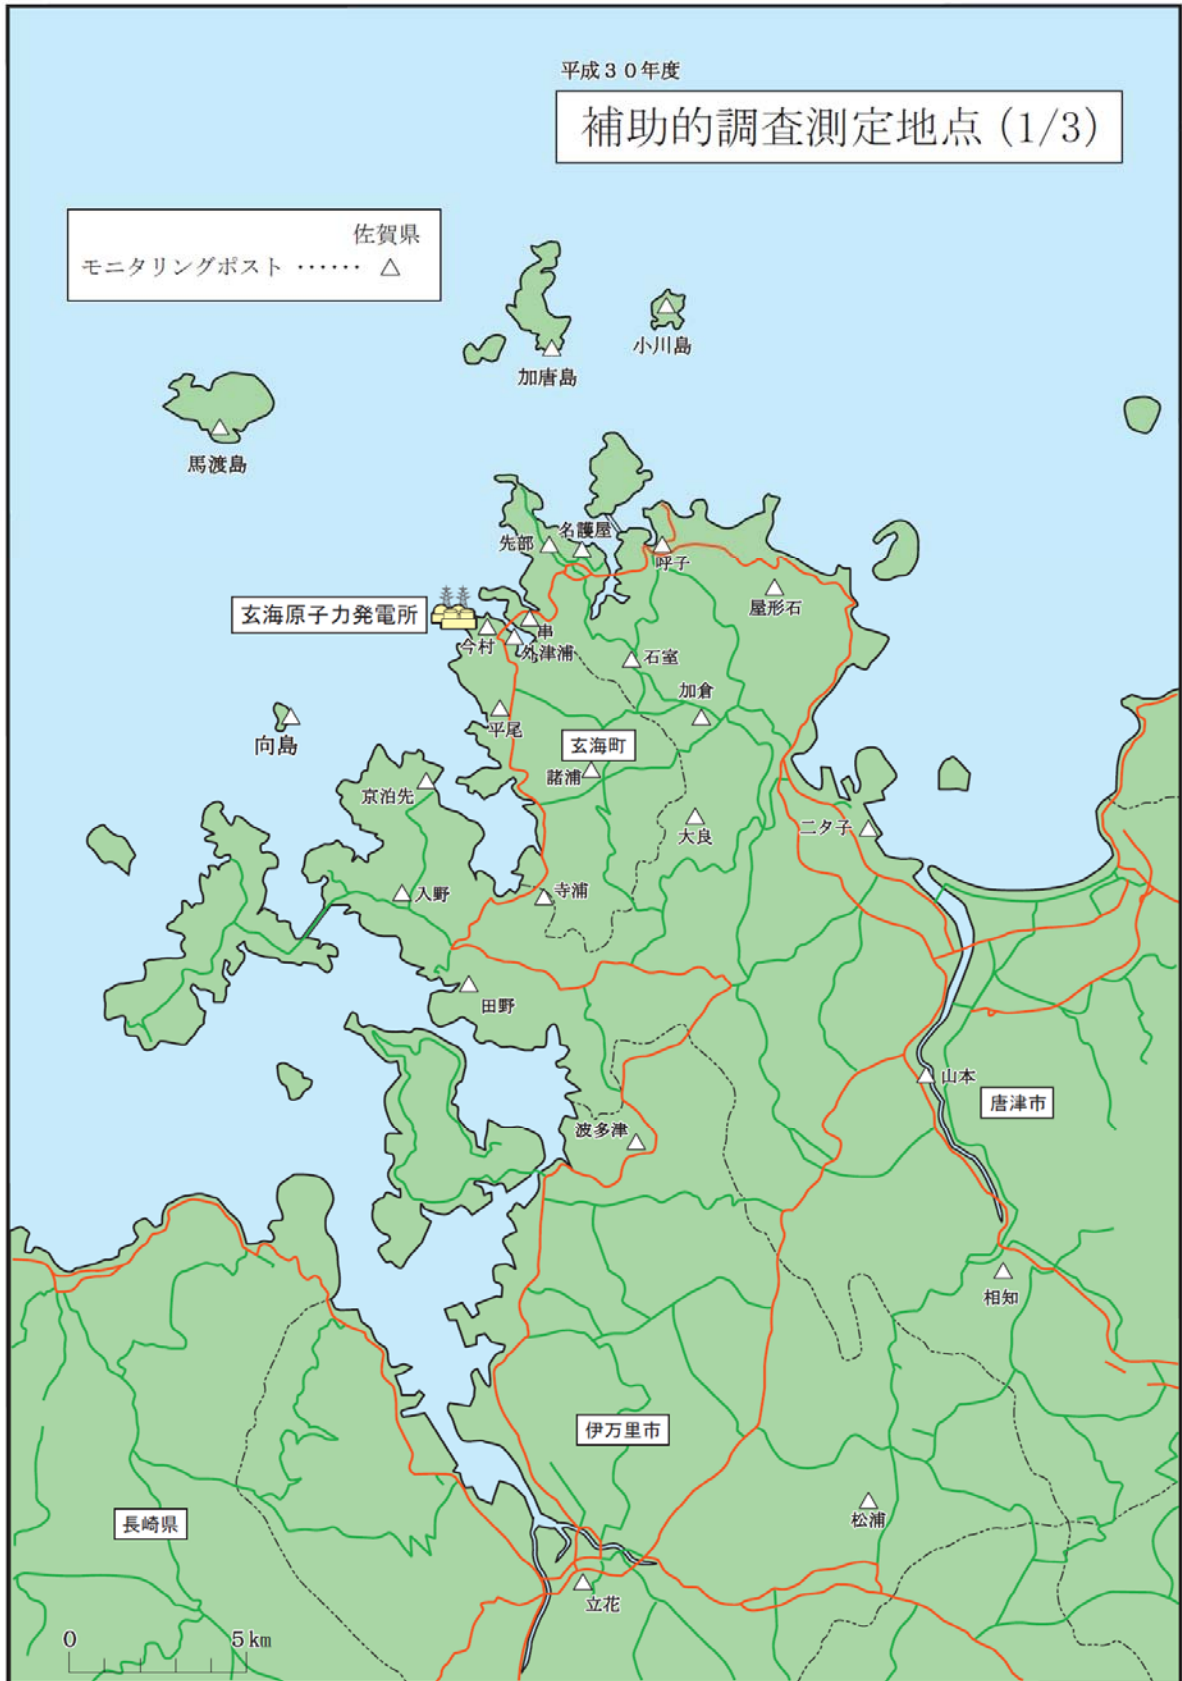 平成３０年度
補助的調査測定地点(1/3)
佐賀県
モニタリングポスト ‥‥‥ △
小川島
加唐島
馬渡島
名護屋
先部
呼子
屋形石
玄海原子力発電所
串
今村
外津浦
石室
加倉
平尾
向島
玄海町
諸浦
京泊先
大良
二タ子
入野
寺浦
田野
山本
唐津市
波多津
相知
伊万里市
松浦
長崎県
立花
0
5km